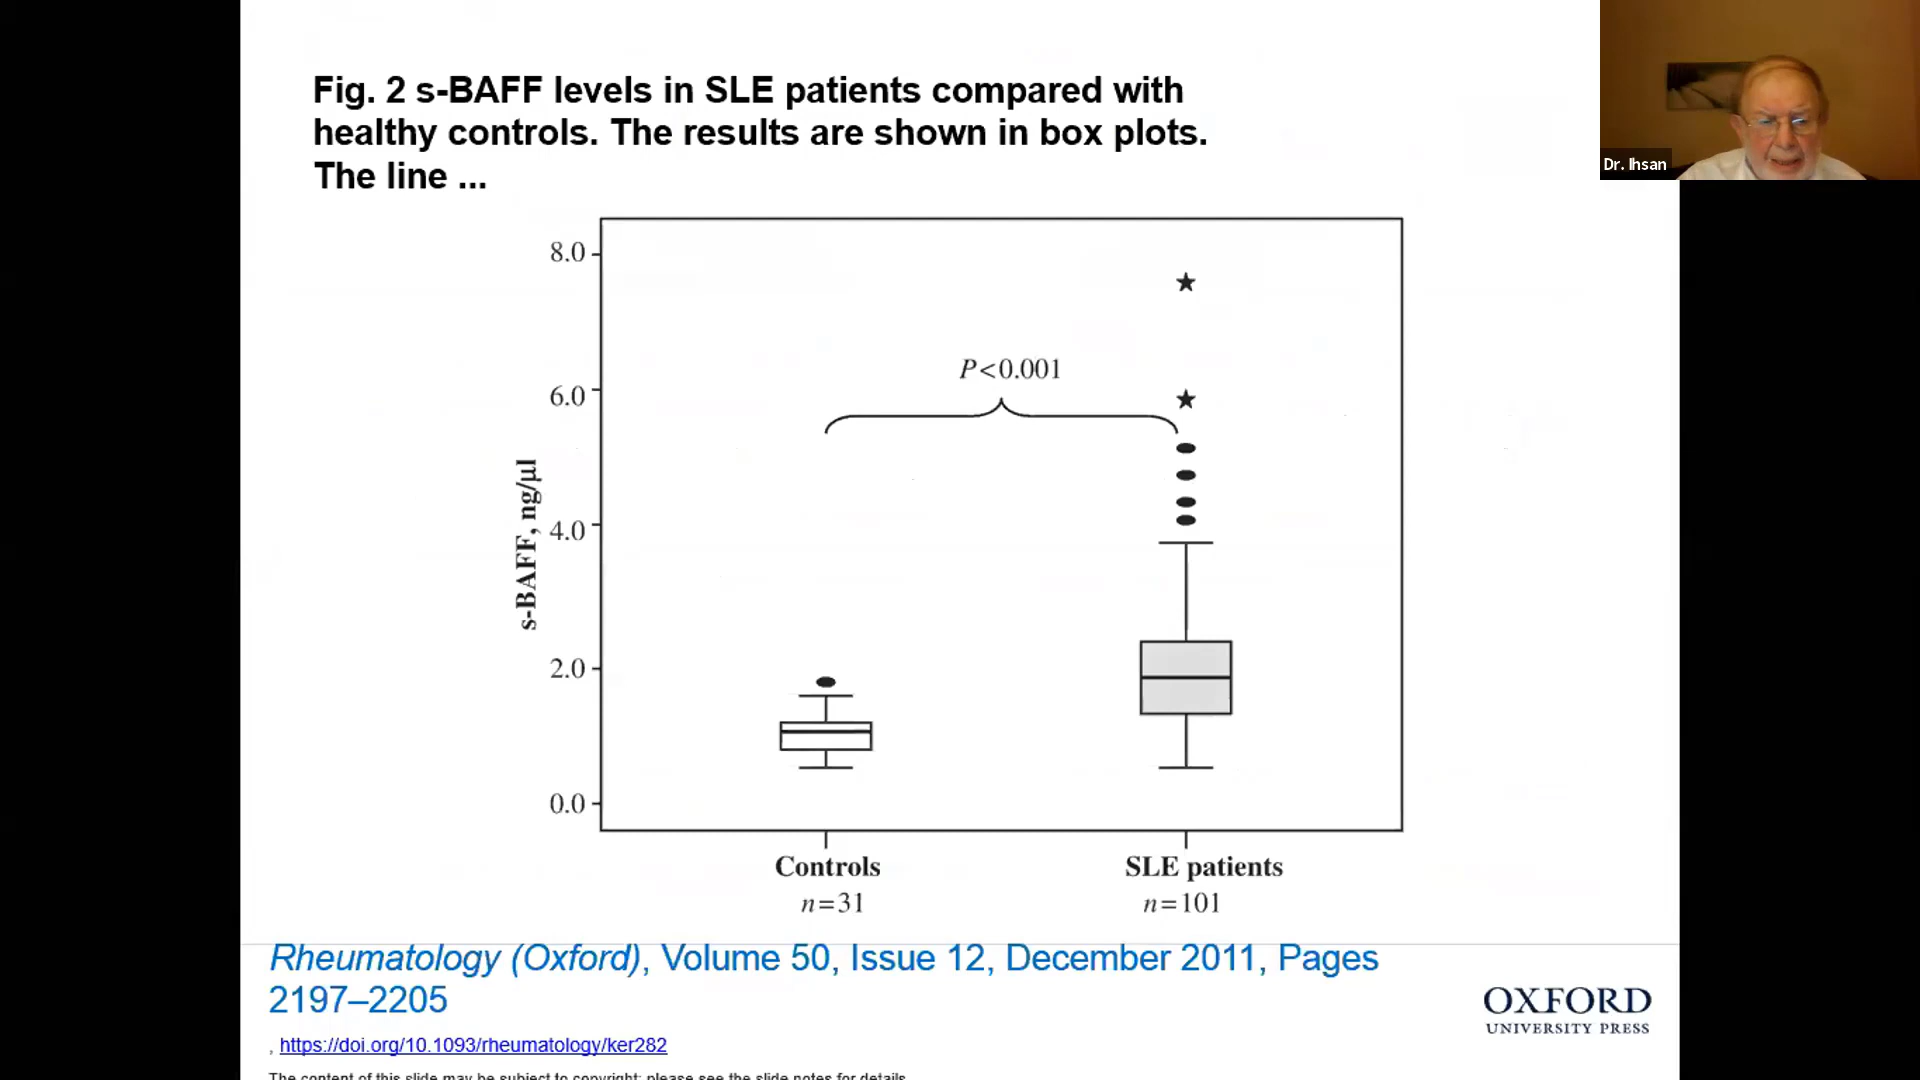 Fig. 2 s-BAFF levels in SLE patients compared with
healthy controls. The results are shown in box plots.
The line ...
Dr. Ihsan
8.0
6.0
4.0
2.0
0.0
s-BAFF, ng/µl
P<0.001
Controls
n=31
SLE patients
n=101
Rheumatology (Oxford), Volume 50, Issue 12, December 2011, Pages
2197–2205
, https://doi.org/10.1093/rheumatology/ker282
The content of this slide may be subject to copyright: please see the slide notes for details.
OXFORD
UNIVERSITY PRESS